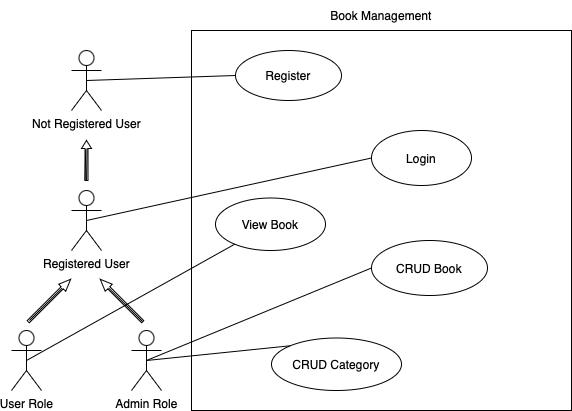 Book Management
Register
Not Registered User
Login
View Book
Registered User
CRUD Book
CRUD Category
User Role
Admin Role